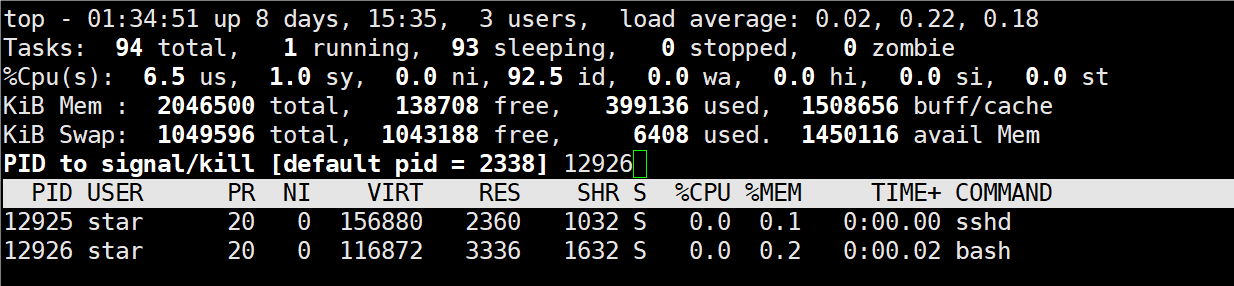 top - 01:34:51 up 8 days, 15:35,  3 users,  load average: 0.02, 0.22, 0.18
Tasks:  94 total,   1 running,  93 sleeping,   0 stopped,   0 zombie
%Cpu(s):  6.5 us,  1.0 sy,  0.0 ni, 92.5 id,  0.0 wa,  0.0 hi,  0.0 si,  0.0 st
KiB Mem :  2046500 total,   138708 free,   399136 used,  1508656 buff/cache
KiB Swap:  1049596 total,  1043188 free,     6408 used.  1450116 avail Mem
PID to signal/kill [default pid = 2338] 12926
  PID USER      PR  NI    VIRT    RES    SHR S  %CPU %MEM     TIME+ COMMAND
12925 star      20   0  156880   2360   1032 S   0.0  0.1   0:00.00 sshd
12926 star      20   0  116872   3336   1632 S   0.0  0.2   0:00.02 bash